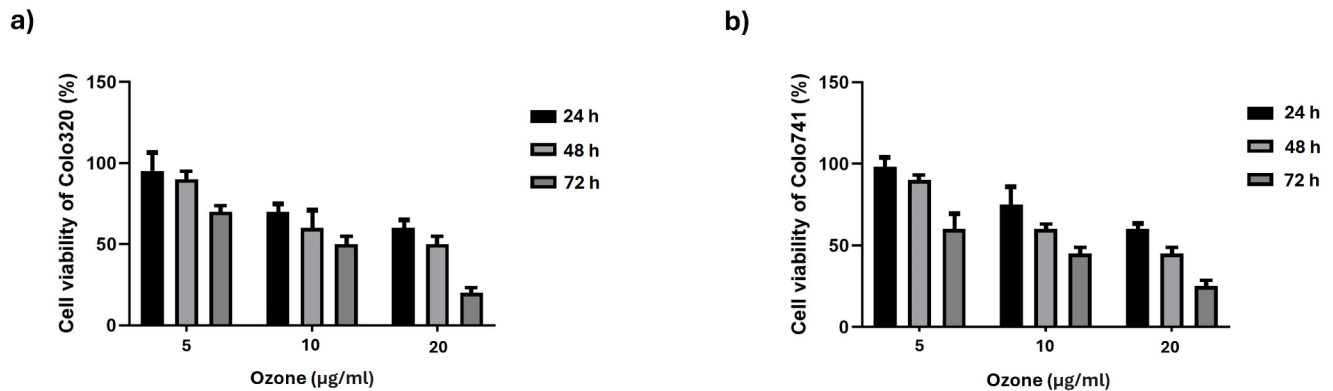 a)
Cell viability of Colo320 (%)
150
100
50
0
5
10
20
Ozone (µg/ml)
24 h
48 h
72 h
b)
Cell viability of Colo741 (%)
150
100
50
0
5
10
20
Ozone (µg/ml)
24 h
48 h
72 h